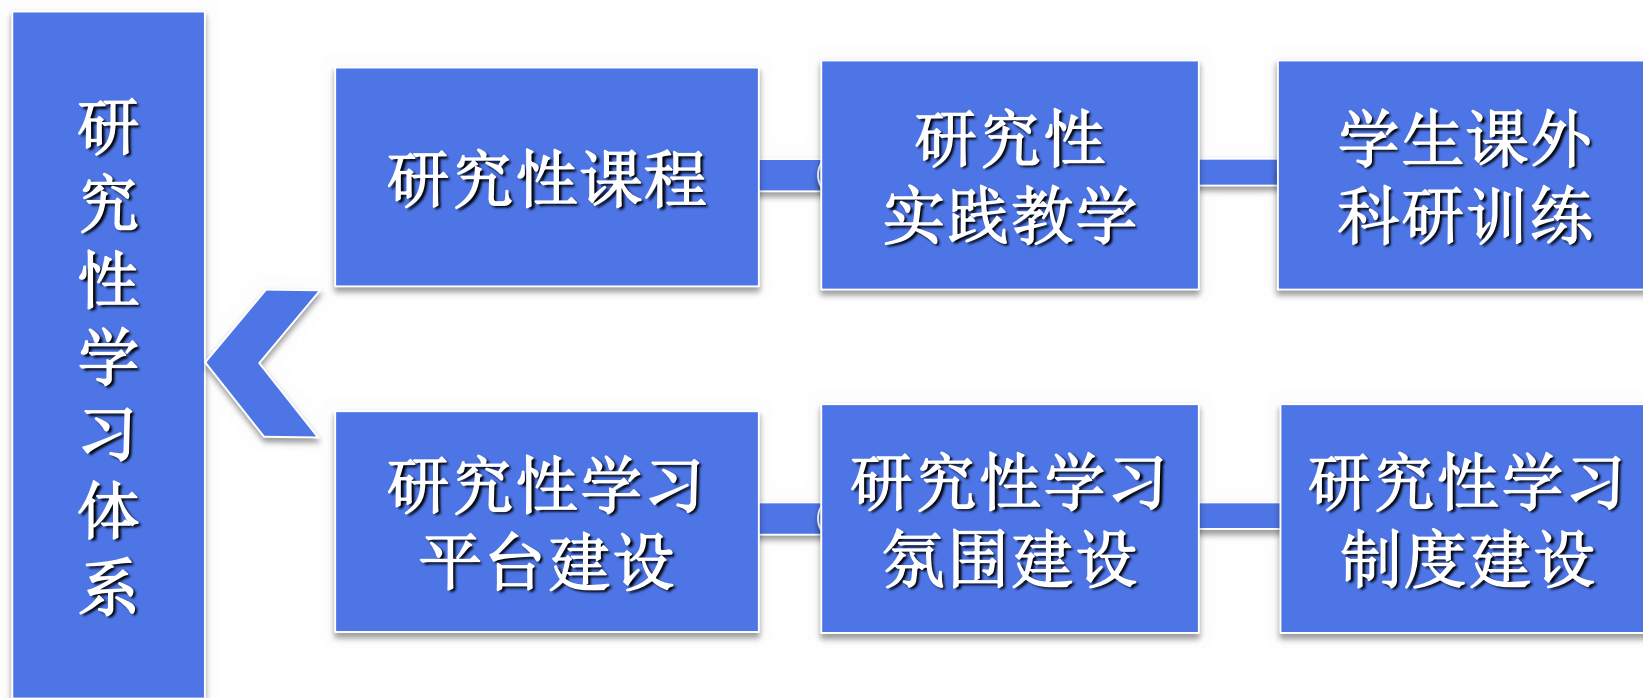 研究性学习体系
研究性课程
研究性
实践教学
学生课外
科研训练
研究性学习
平台建设
研究性学习
氛围建设
研究性学习
制度建设